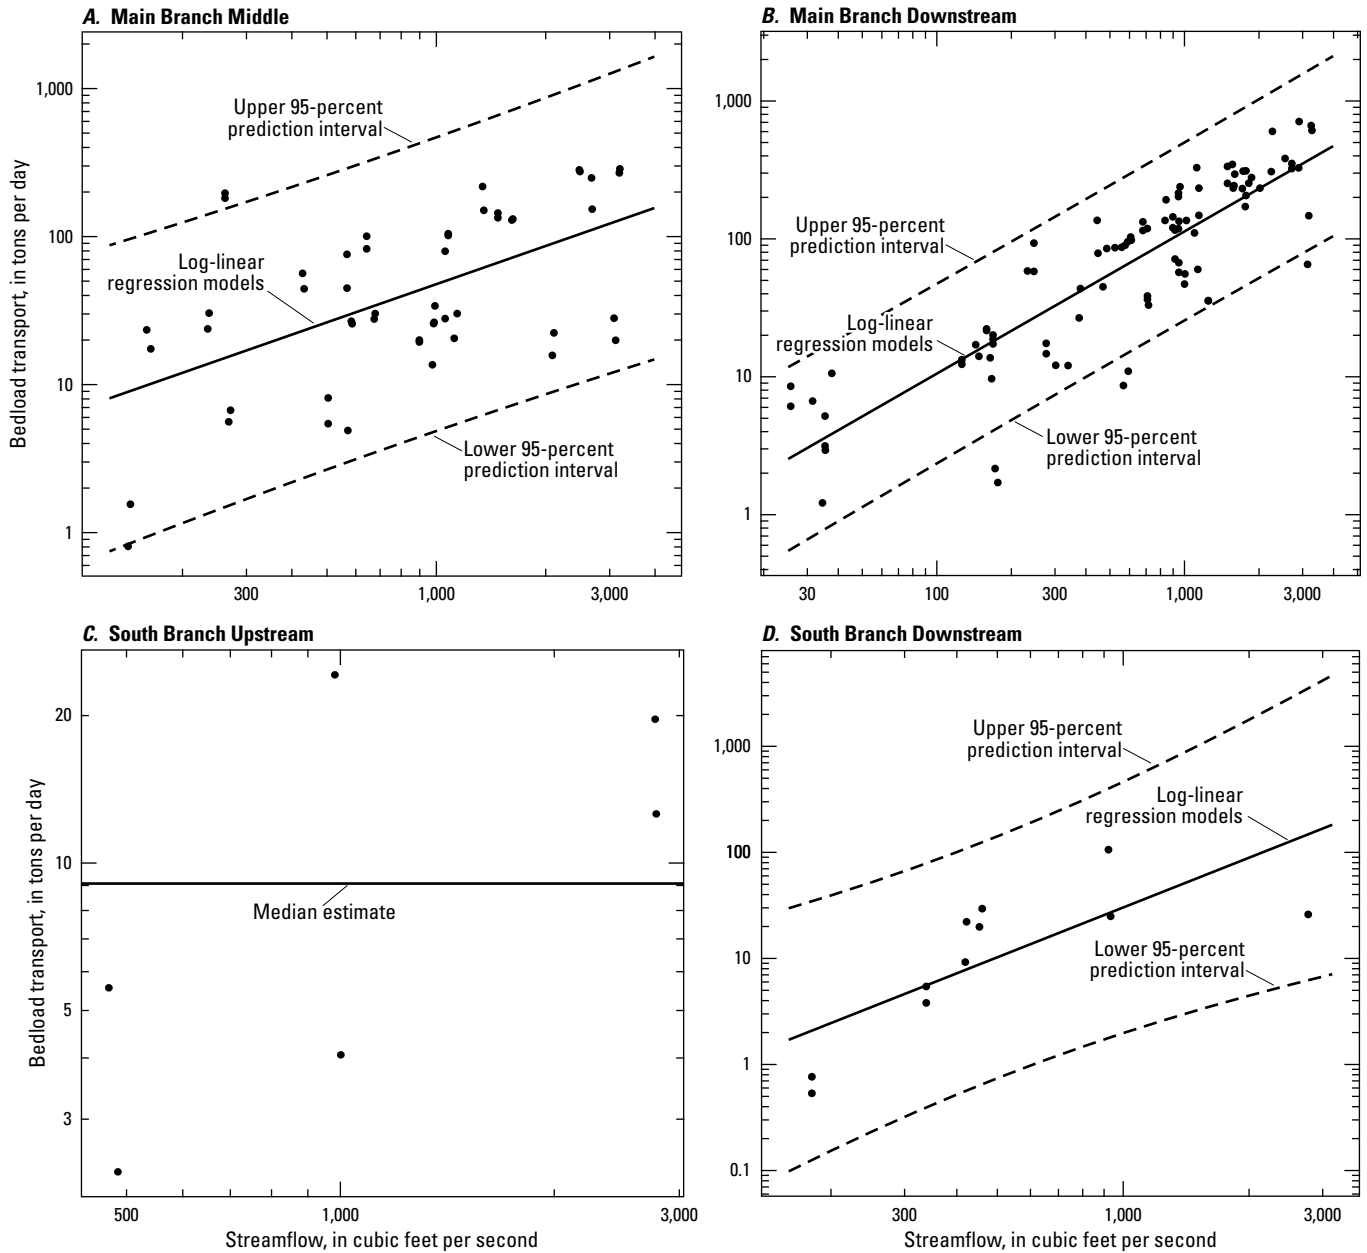 A. Main Branch Middle
Bedload transport, in tons per day
1,000
100
10
1
Upper 95-percent
prediction interval
Log-linear
regression models
Lower 95-percent
prediction interval
300
1,000
3,000
B. Main Branch Downstream
1,000
100
10
1
Upper 95-percent
prediction interval
Log-linear
regression models
Lower 95-percent
prediction interval
30
100
300
1,000
3,000
C. South Branch Upstream
Bedload transport, in tons per day
20
10
5
3
Median estimate
500
1,000
3,000
Streamflow, in cubic feet per second
D. South Branch Downstream
1,000
100
10
1
0.1
Upper 95-percent
prediction interval
Log-linear
regression models
Lower 95-percent
prediction interval
300
1,000
3,000
Streamflow, in cubic feet per second